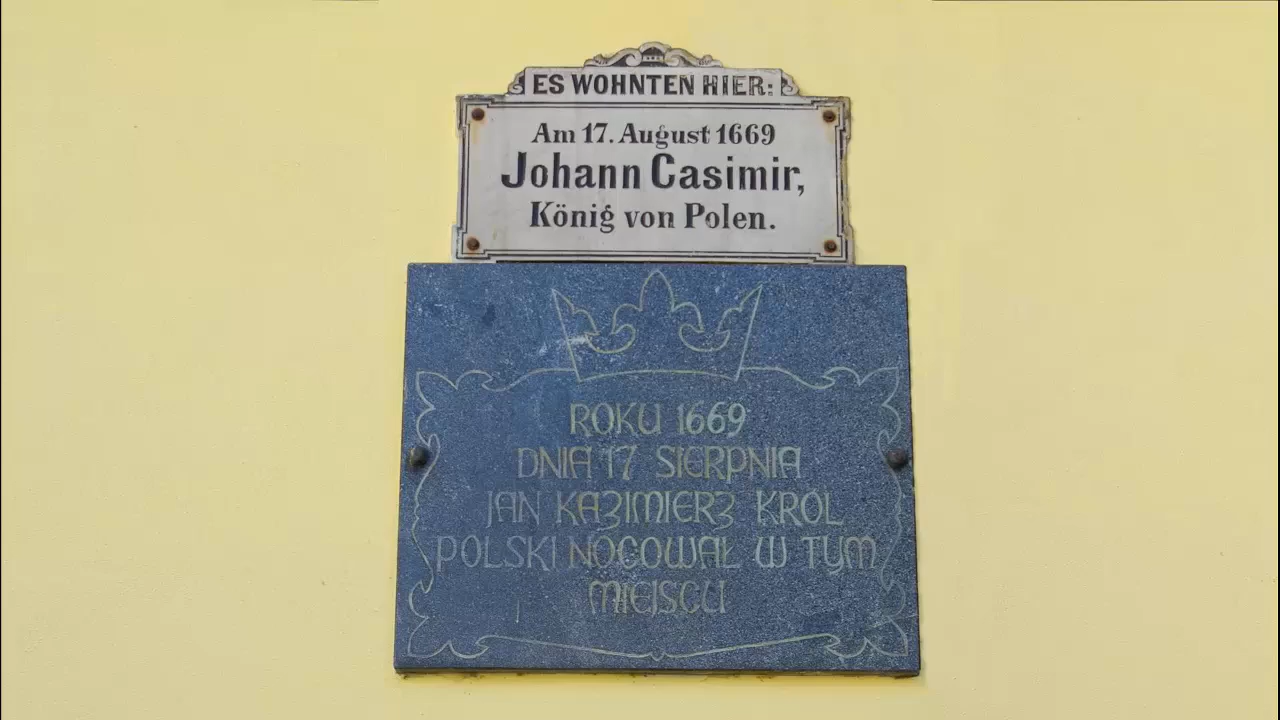 ES WOHNTEN HIER:
Am 17. August 1669
Johann Casimir,
König von Polen.
ROKU 1669
DNIA 17 SIERPNIA
JAN KAZIMIERZ KROL
POLSKI NOCOWAŁ W TYM
MIEJSCU